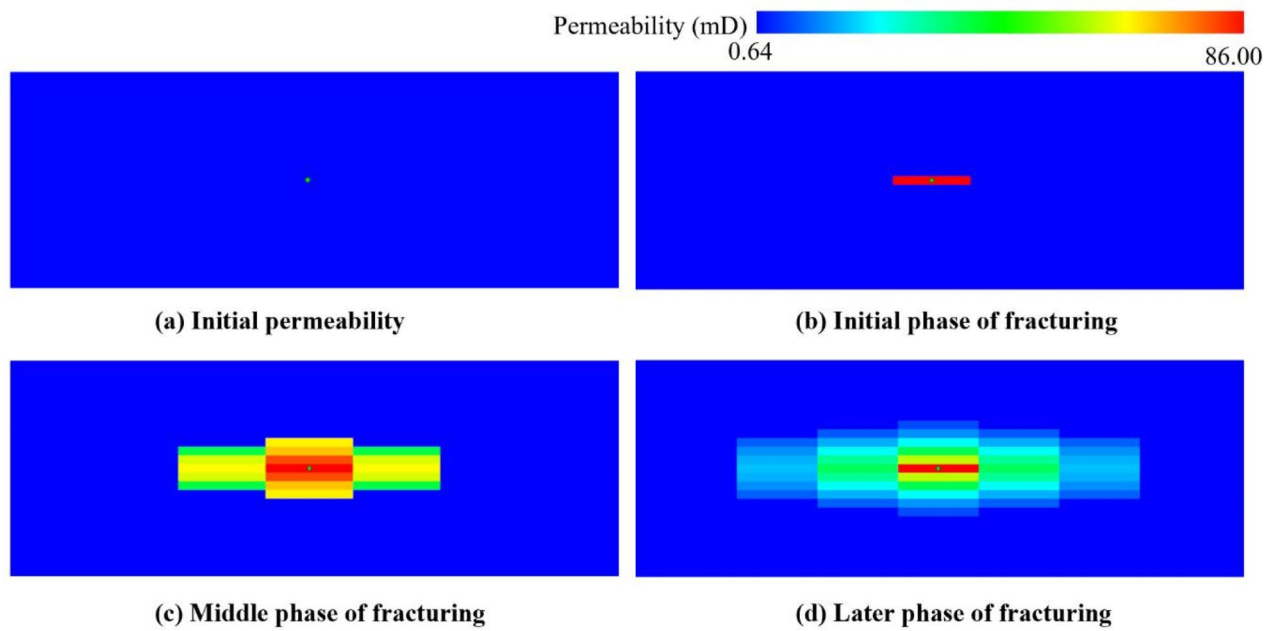 Permeability (mD)
0.64 86.00
(a) Initial permeability
(b) Initial phase of fracturing
(c) Middle phase of fracturing
(d) Later phase of fracturing